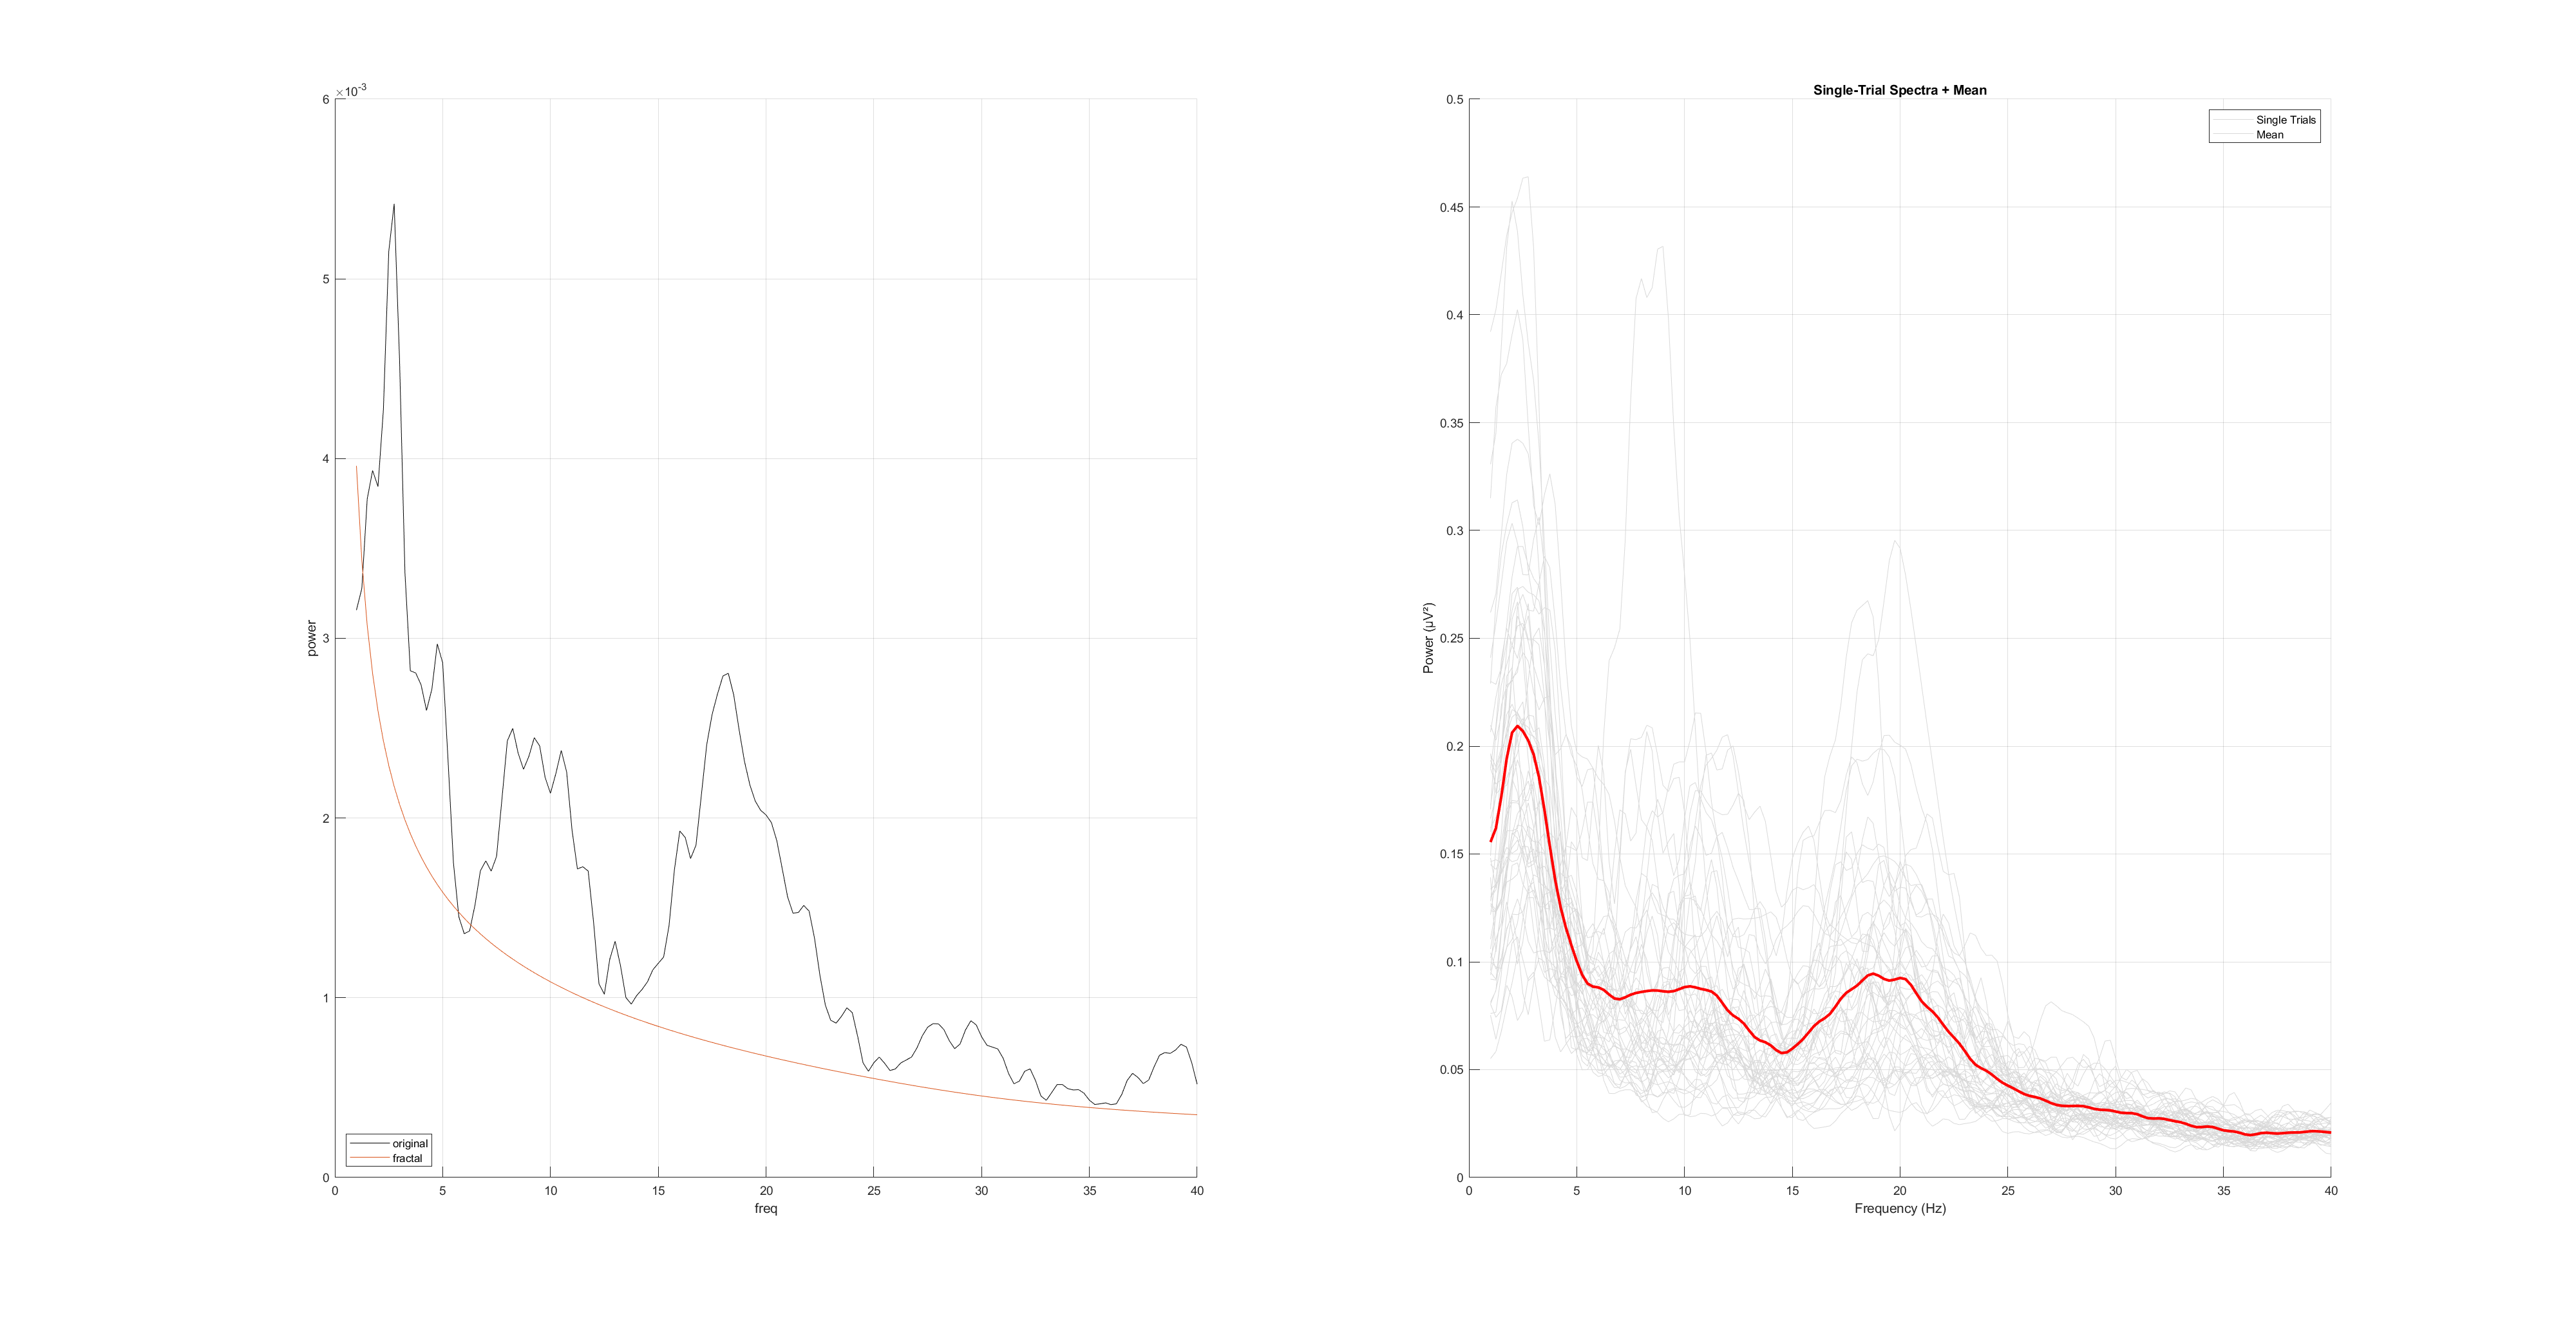 ×10-3
6
5
4
3
2
1
0
power
original
fractal
0 5 10 15 20 25 30 35 40
freq
Single-Trial Spectra + Mean
Single Trials
Mean
0.5
0.45
0.4
0.35
0.3
0.25
0.2
0.15
0.1
0.05
0
Power (µV²)
0 5 10 15 20 25 30 35 40
Frequency (Hz)